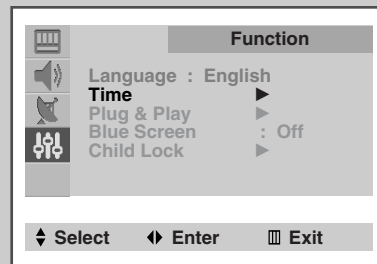 Function
Language : English
Time ▶
Plug & Play ▶
Blue Screen : Off
Child Lock ▶
Select Enter Exit